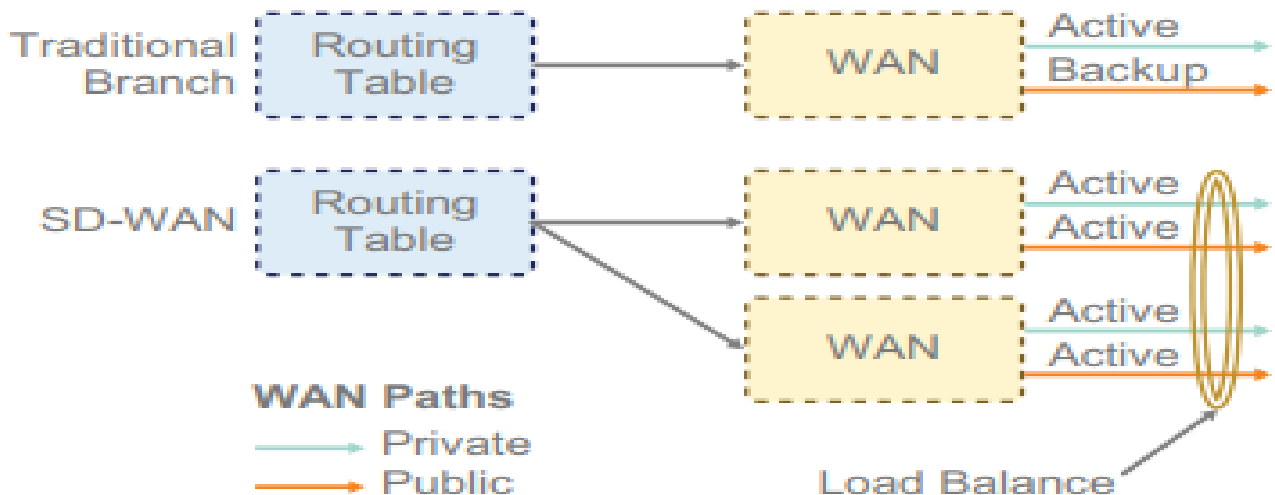 Traditional
Branch
Routing
Table
WAN
Active
Backup
SD-WAN
Routing
Table
WAN
Active
Active
WAN
Active
Active
WAN Paths
Private
Public
Load Balance